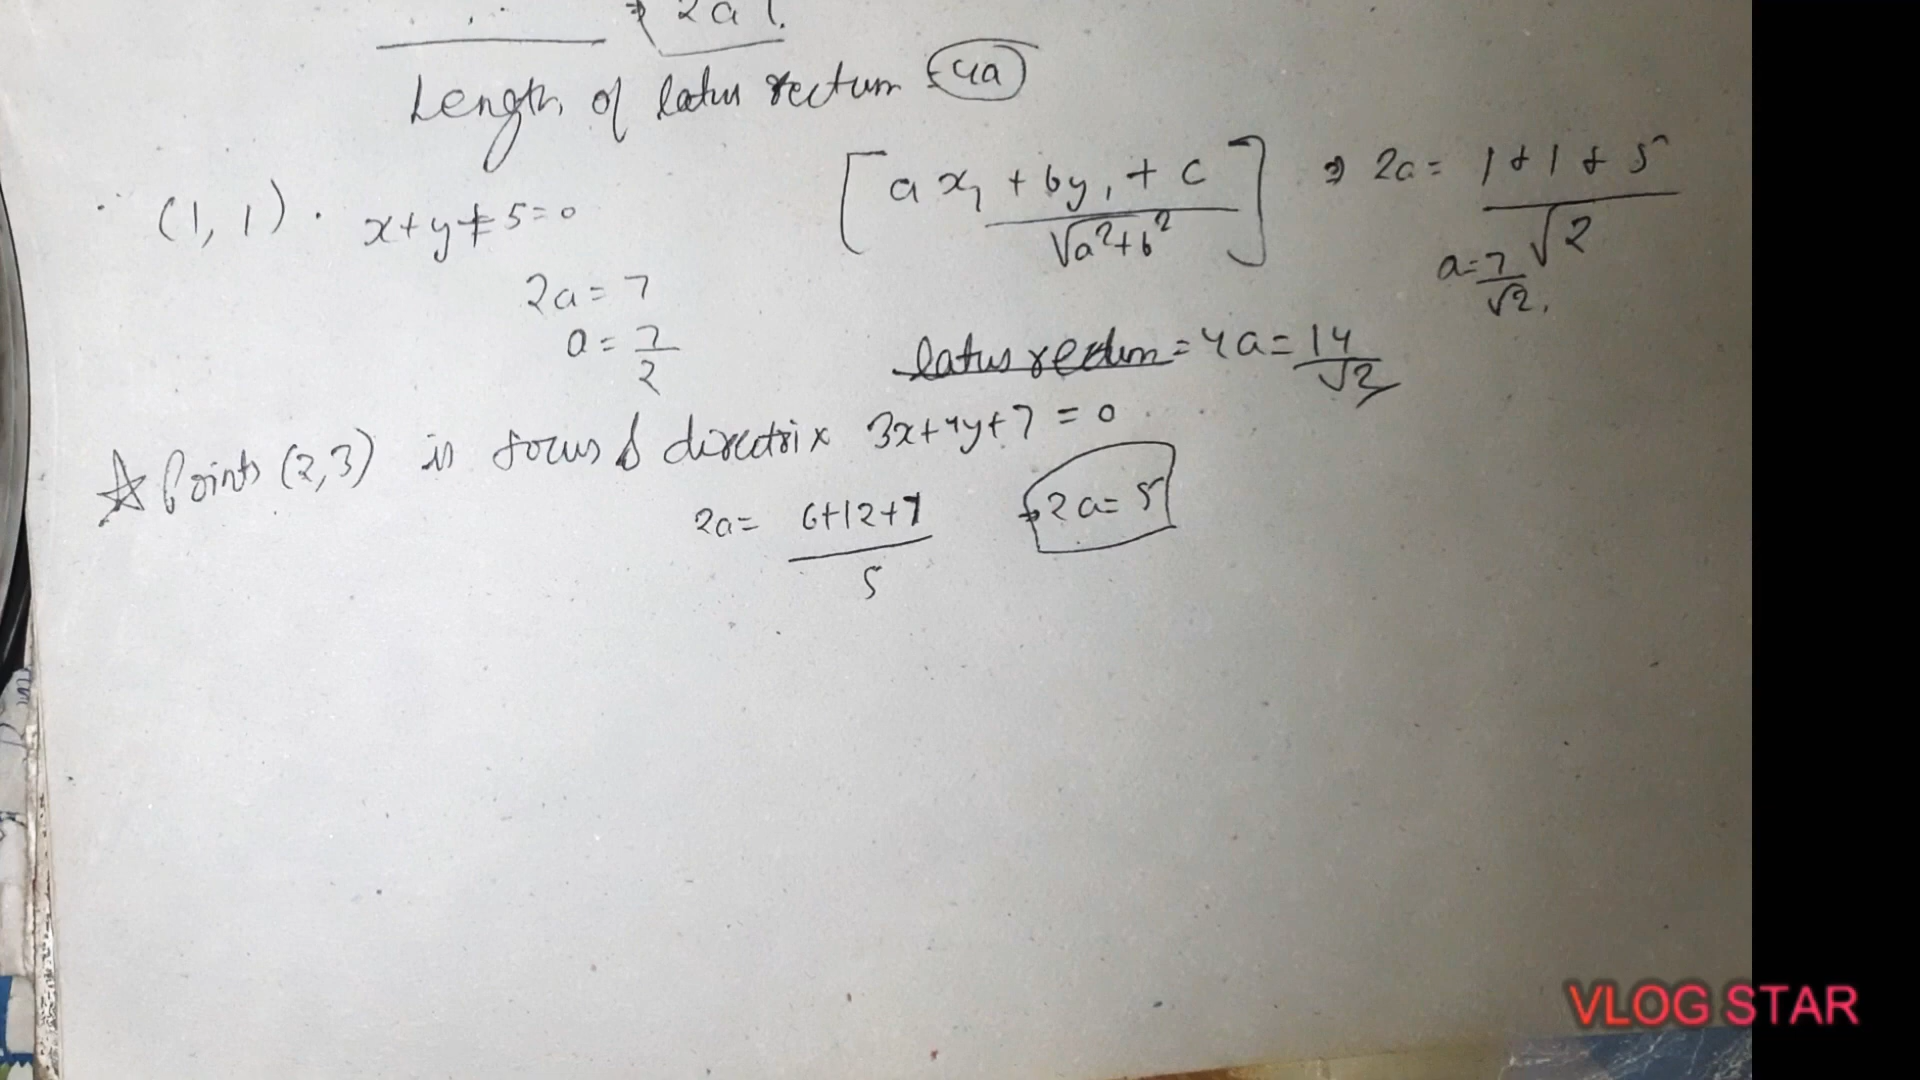 ⇒ 2a
Length of latus rectum = 4a
(1, 1) . x+y+5=0
[ax₁ + by₁ + c / √a²+b²] ⇒ 2a = 1 + 1 + 5 / √2
2a = 7
a = 7/√2.
a = 7/2
latus rectum = 4a = 14/√2
☆ Points (2,3) is focus & directrix 3x+4y+7 = 0
2a = 6+12+7 / 5 ⇒ 2a = 5
VLOG STAR